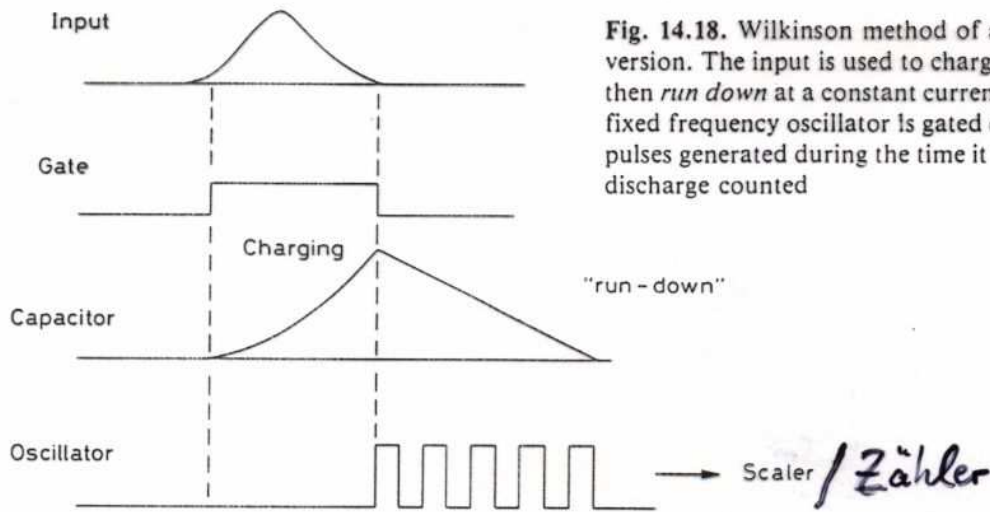 Input
Fig. 14.18. Wilkinson method of
version. The input is used to charg
then run down at a constant curren
fixed frequency oscillator is gated
pulses generated during the time it
discharge counted
Gate
Charging
"run-down"
Capacitor
Oscillator
Scaler / Zähler